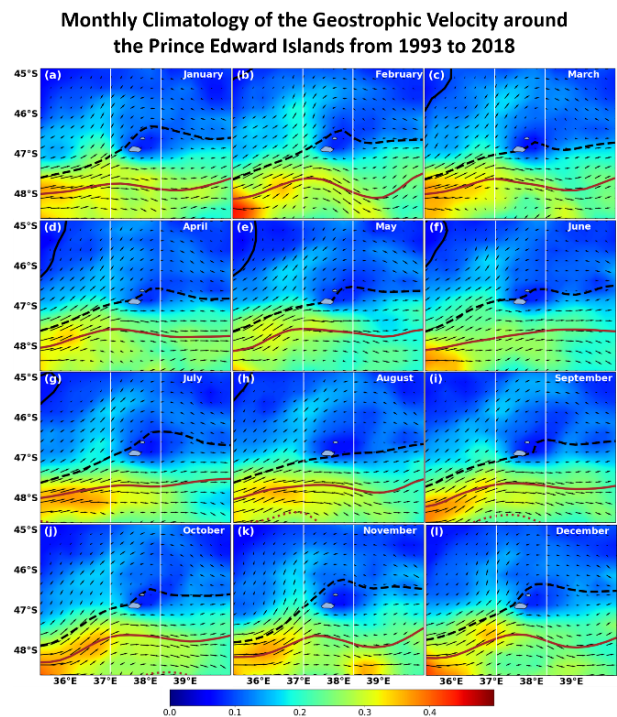 Monthly Climatology of the Geostrophic Velocity around
the Prince Edward Islands from 1993 to 2018
(a) January
(b) February
(c) March
45°S
46°S
47°S
48°S
(d) April
(e) May
(f) June
45°S
46°S
47°S
48°S
(g) July
(h) August
(i) September
45°S
46°S
47°S
48°S
(j) October
(k) November
(l) December
45°S
46°S
47°S
48°S
36°E 37°E 38°E 39°E
36°E 37°E 38°E 39°E
36°E 37°E 38°E 39°E
0.0 0.1 0.2 0.3 0.4